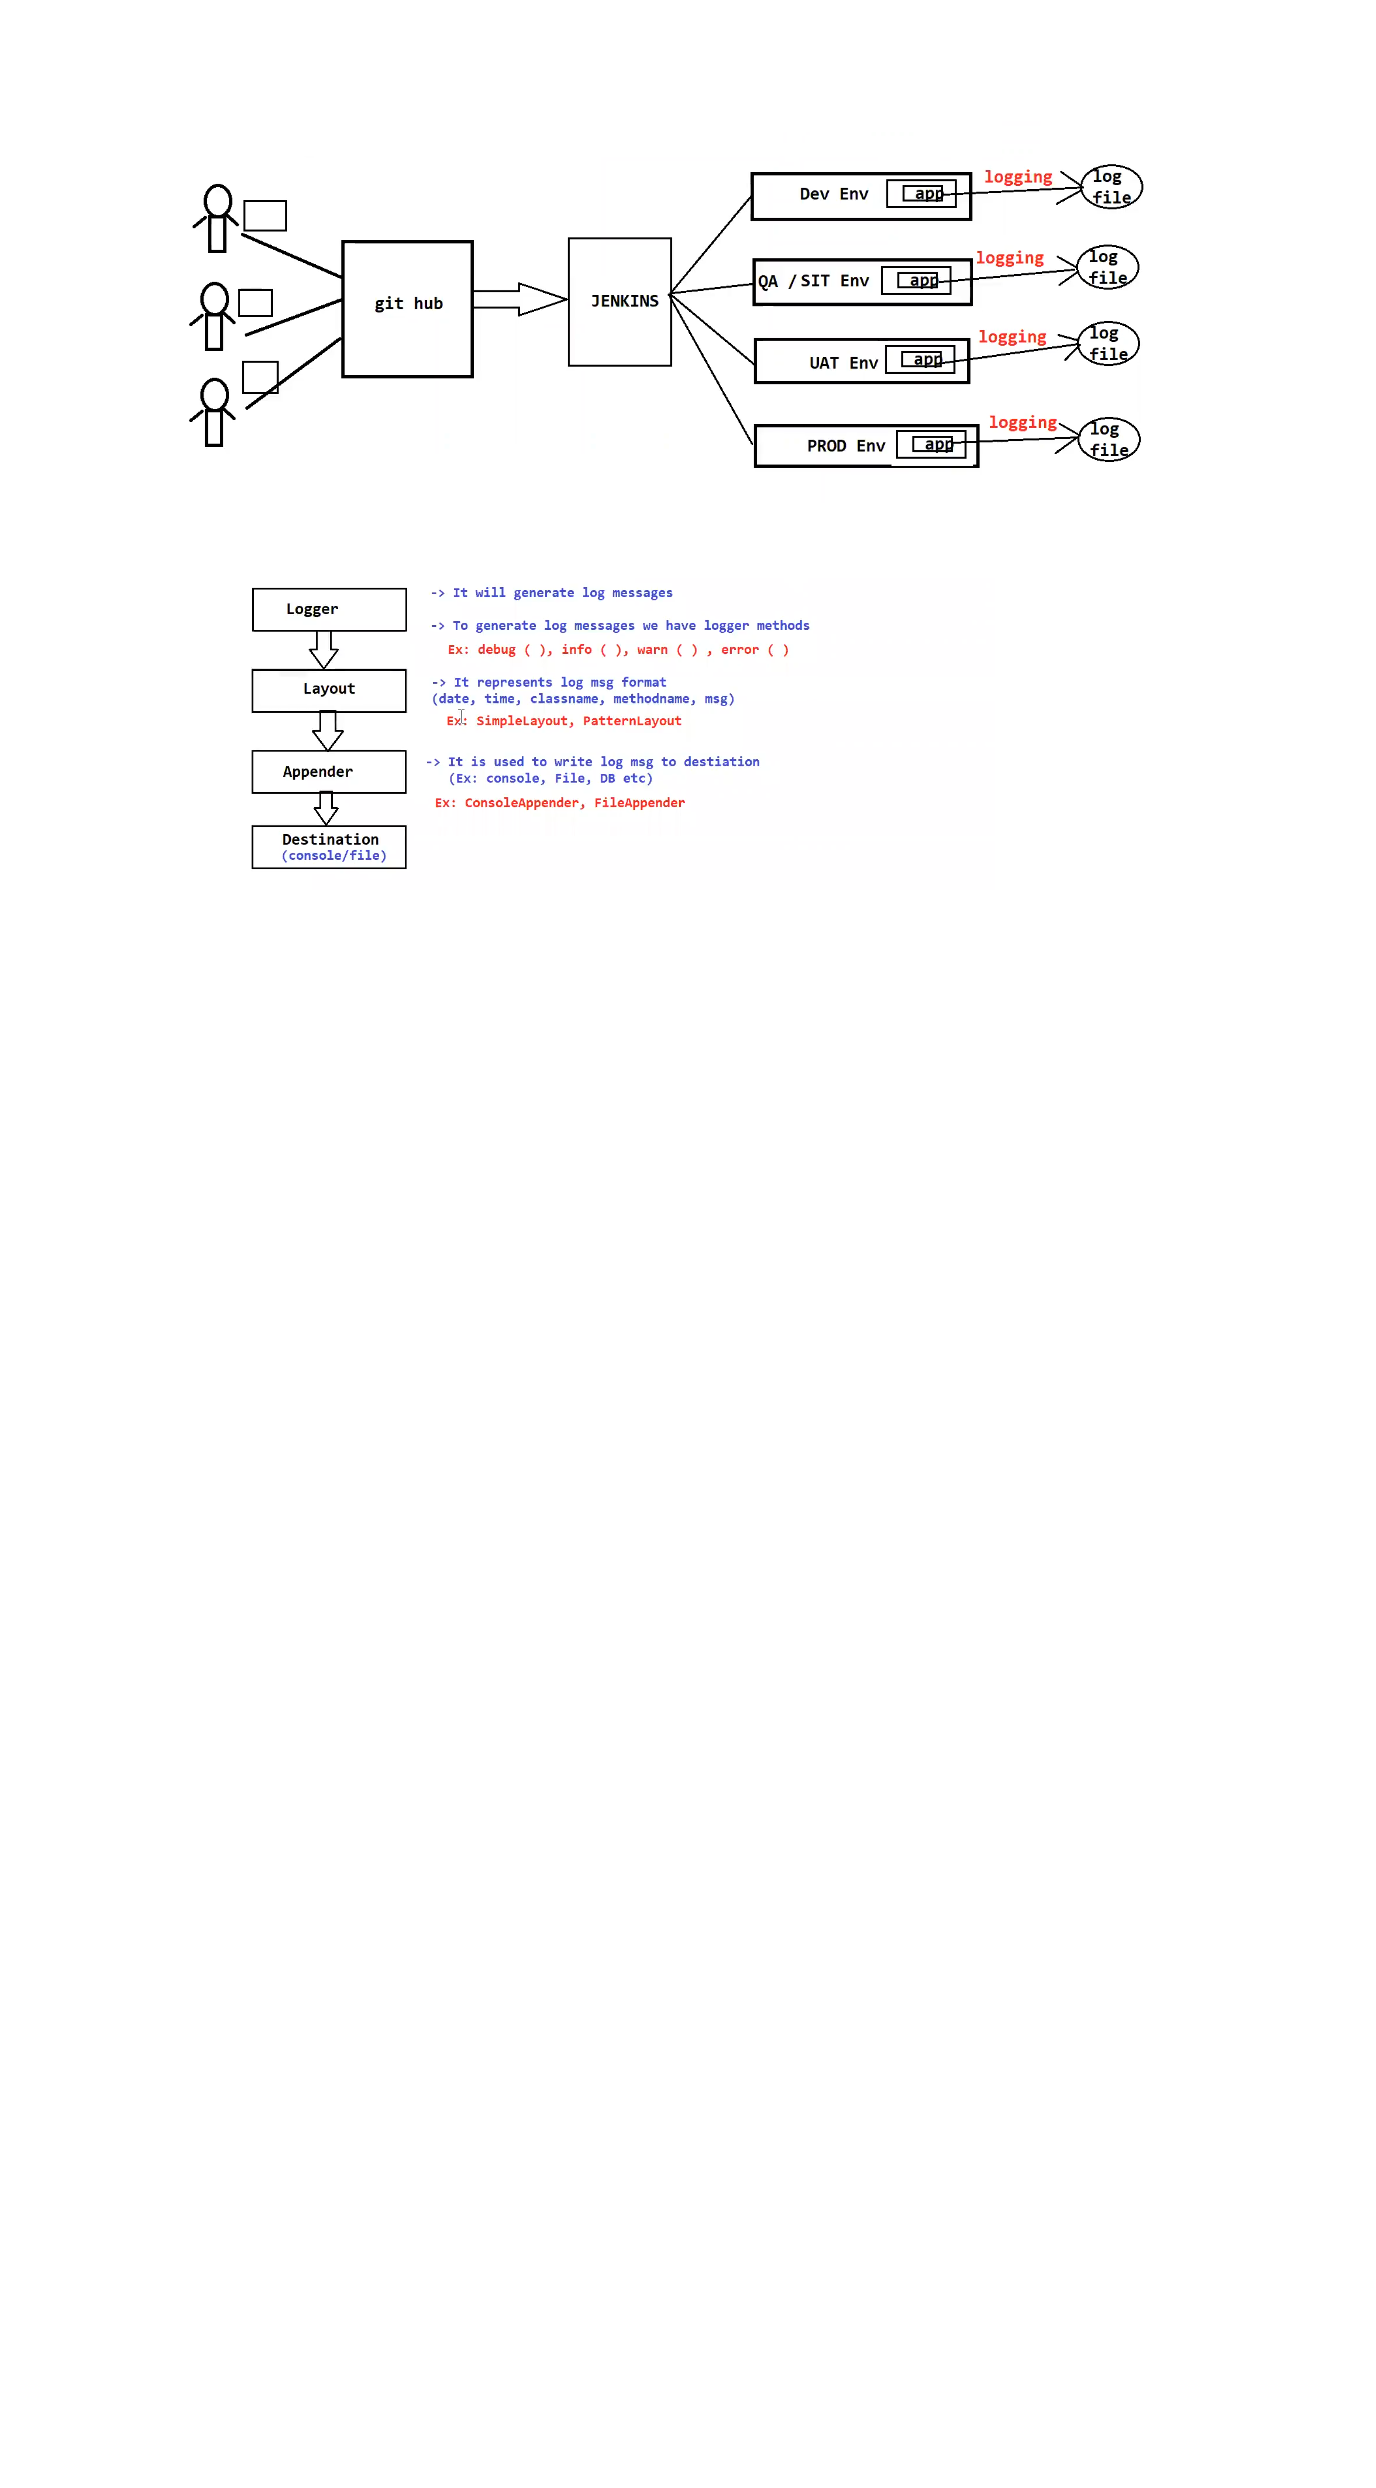 Dev Env
app
logging
log
file
git hub
JENKINS
QA / SIT Env
app
logging
log
file
UAT Env
app
logging
log
file
PROD Env
app
logging
log
file
Logger
-> It will generate log messages
-> To generate log messages we have logger methods
Ex: debug ( ), info ( ), warn ( ) , error ( )
Layout
-> It represents log msg format
(date, time, classname, methodname, msg)
Ex: SimpleLayout, PatternLayout
Appender
-> It is used to write log msg to destiation
(Ex: console, File, DB etc)
Ex: ConsoleAppender, FileAppender
Destination
(console/file)